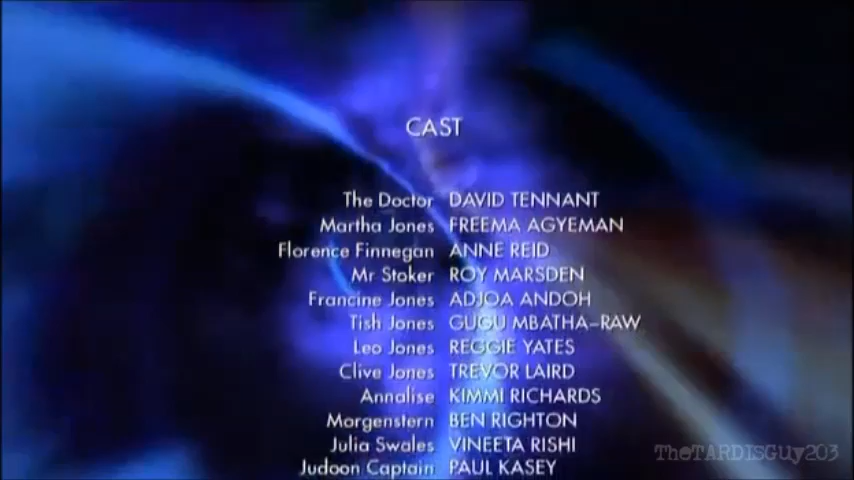 CAST
The Doctor DAVID TENNANT
Martha Jones FREEMA AGYEMAN
Florence Finnegan ANNE REID
Mr Stoker ROY MARSDEN
Francine Jones ADJOA ANDOH
Tish Jones GUGU MBATHA-RAW
Leo Jones REGGIE YATES
Clive Jones TREVOR LAIRD
Annalise KIMMI RICHARDS
Morgenstern BEN RIGHTON
Julia Swales VINEETA RISHI
Judoon Captain PAUL KASEY
TheTARDISGuy203